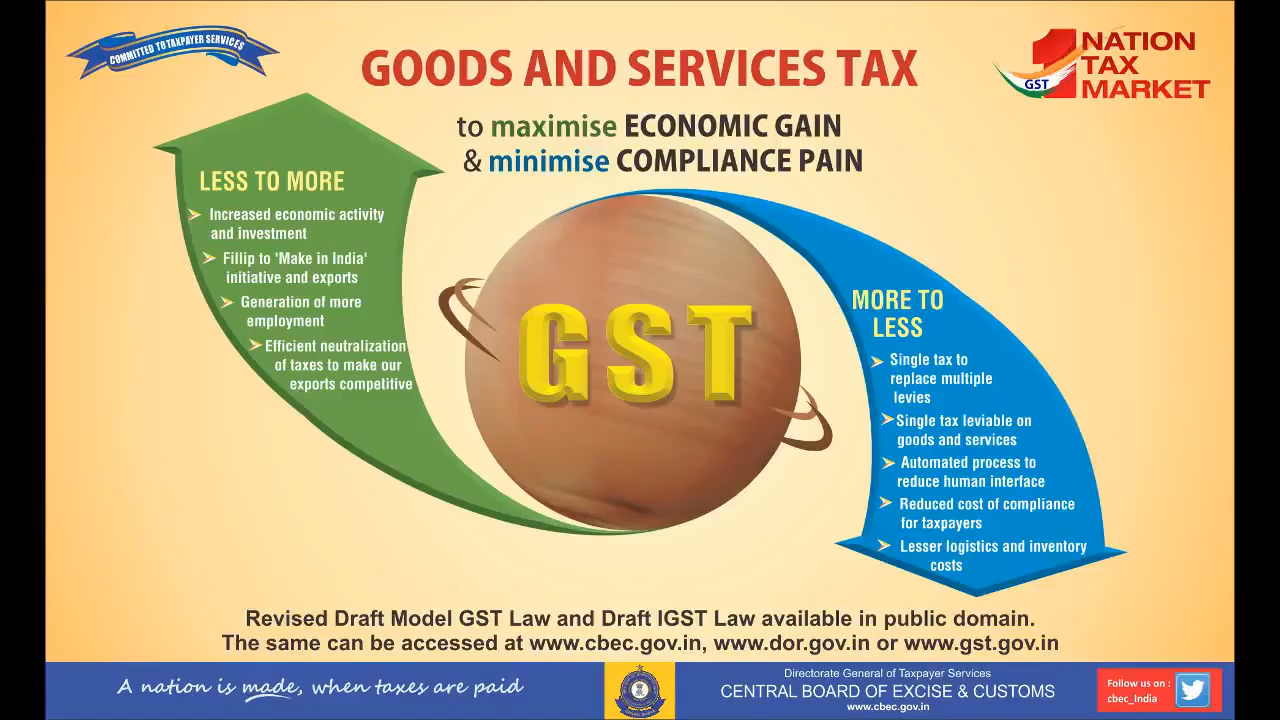 COMMITTED TO TAXPAYER SERVICES
GOODS AND SERVICES TAX
1 NATION
TAX
MARKET
GST
to maximise ECONOMIC GAIN
& minimise COMPLIANCE PAIN
LESS TO MORE
Increased economic activity
and investment
Fillip to 'Make in India'
initiative and exports
Generation of more
employment
Efficient neutralization
of taxes to make our
exports competitive
GST
MORE TO
LESS
Single tax to
replace multiple
levies
Single tax leviable on
goods and services
Automated process to
reduce human interface
Reduced cost of compliance
for taxpayers
Lesser logistics and inventory
costs
Revised Draft Model GST Law and Draft IGST Law available in public domain.
The same can be accessed at www.cbec.gov.in, www.dor.gov.in or www.gst.gov.in
A nation is made, when taxes are paid
Directorate General of Taxpayer Services
CENTRAL BOARD OF EXCISE & CUSTOMS
www.cbec.gov.in
Follow us on :
cbec_India